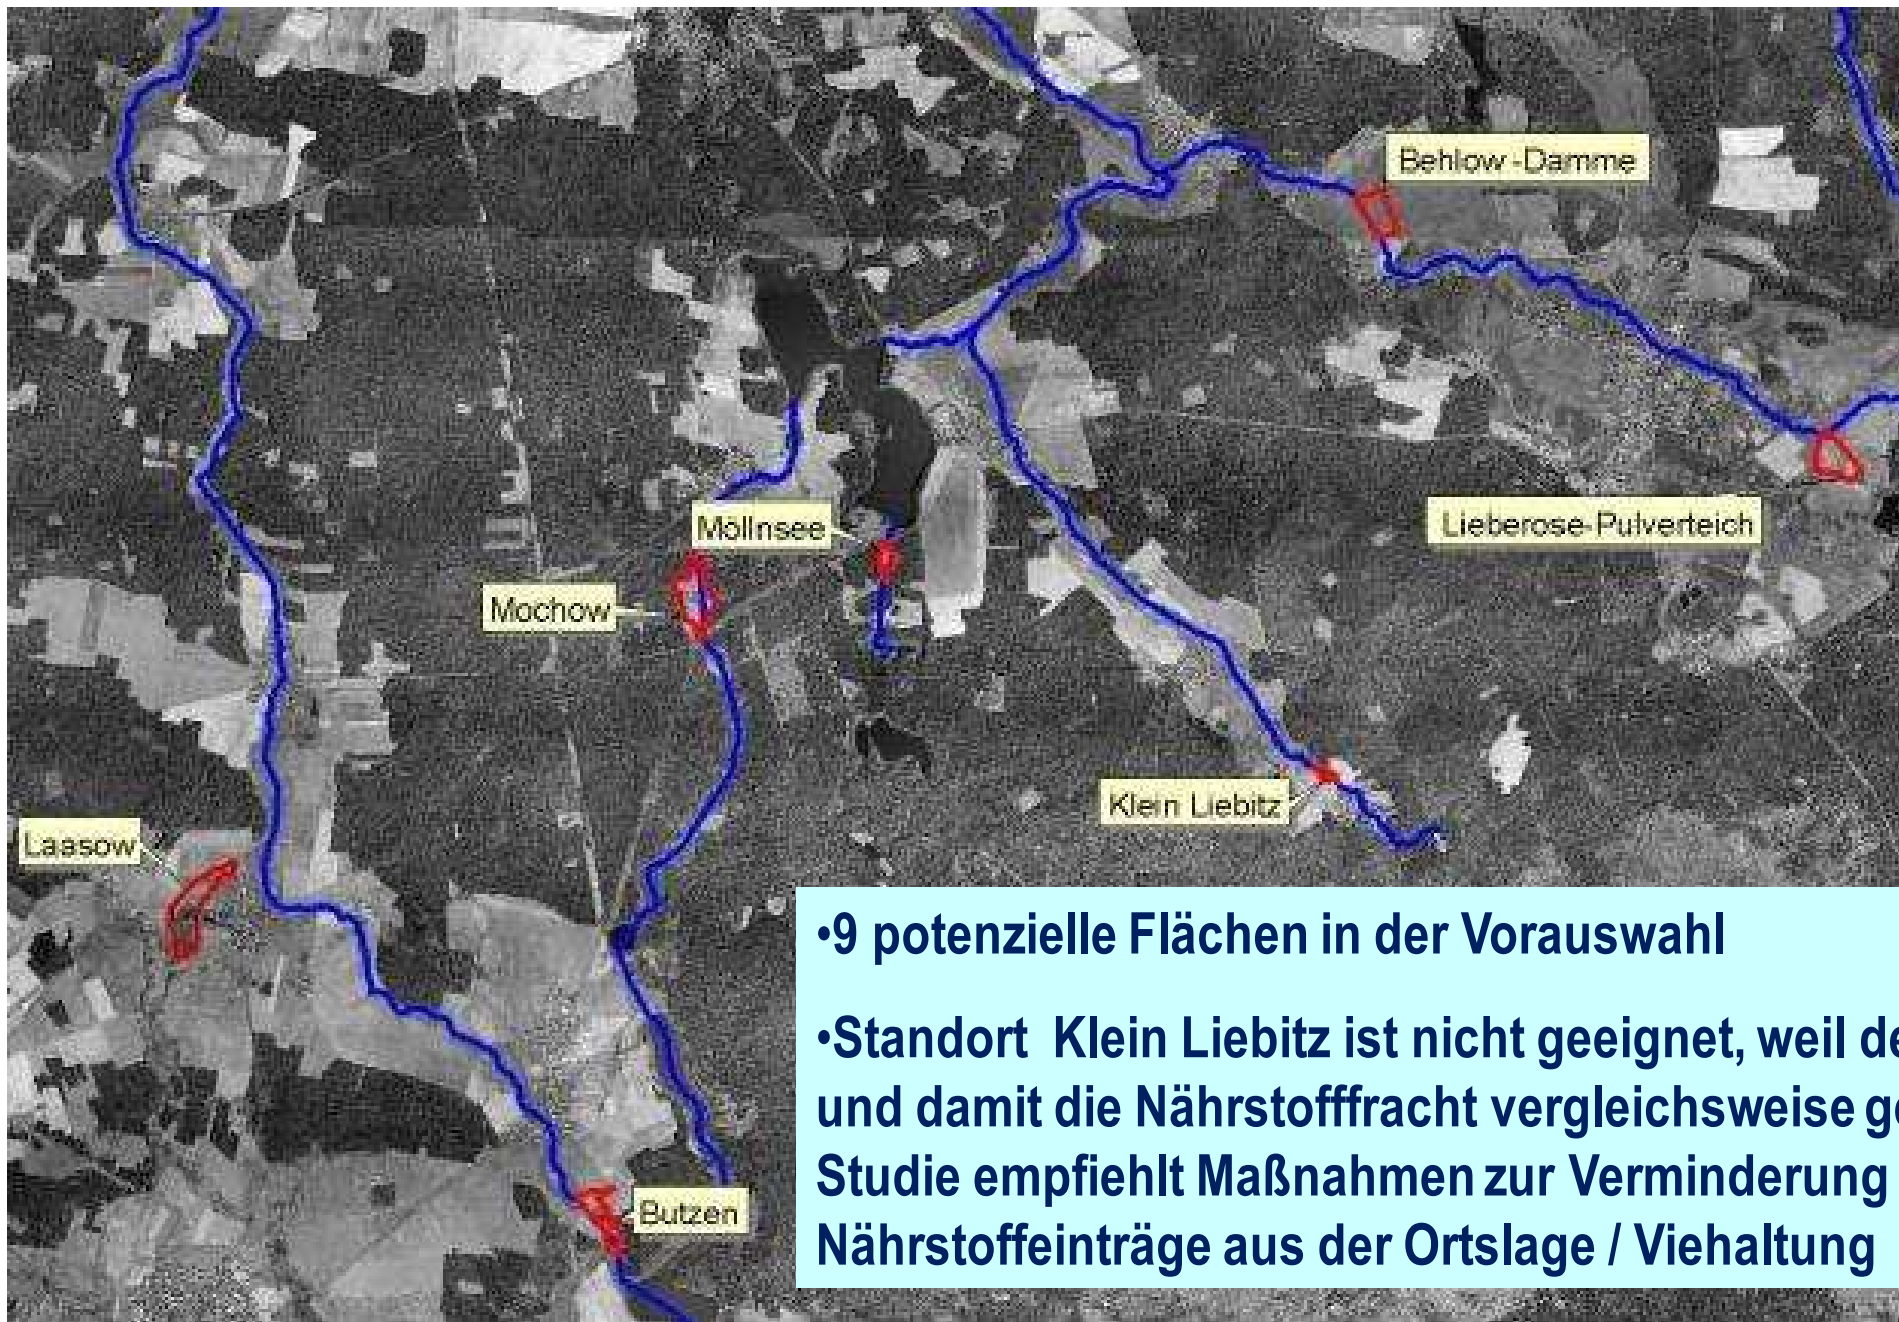 Behlow-Damme
Lieberose-Pulverteich
Möllnsee
Mochow
Klein Liebitz
Laasow
Butzen
•9 potenzielle Flächen in der Vorauswahl
•Standort Klein Liebitz ist nicht geeignet, weil
und damit die Nährstofffracht vergleichsweise
Studie empfiehlt Maßnahmen zur Verminderung
Nährstoffeinträge aus der Ortslage / Viehaltung